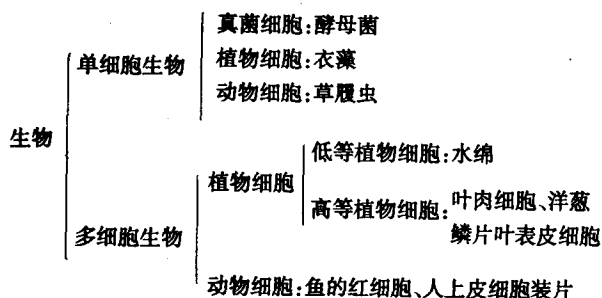 真菌细胞:酵母菌
单细胞生物
植物细胞:衣藻
动物细胞:草履虫
生物
低等植物细胞:水绵
植物细胞
高等植物细胞:叶肉细胞、洋葱
鳞片叶表皮细胞
多细胞生物
动物细胞:鱼的红细胞、人上皮细胞装片